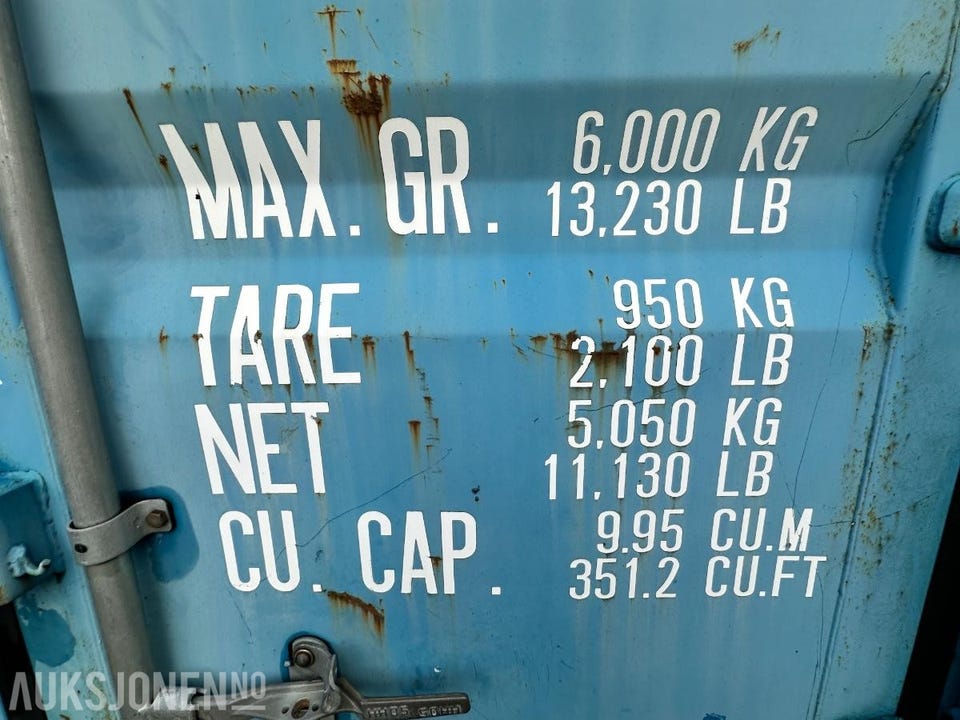 MAX. GR. 6,000 KG
13,230 LB
TARE 950 KG
2,100 LB
NET 5,050 KG
11,130 LB
CU. CAP. 9.95 CU.M
351.2 CU.FT
AUKSJONEN.NO